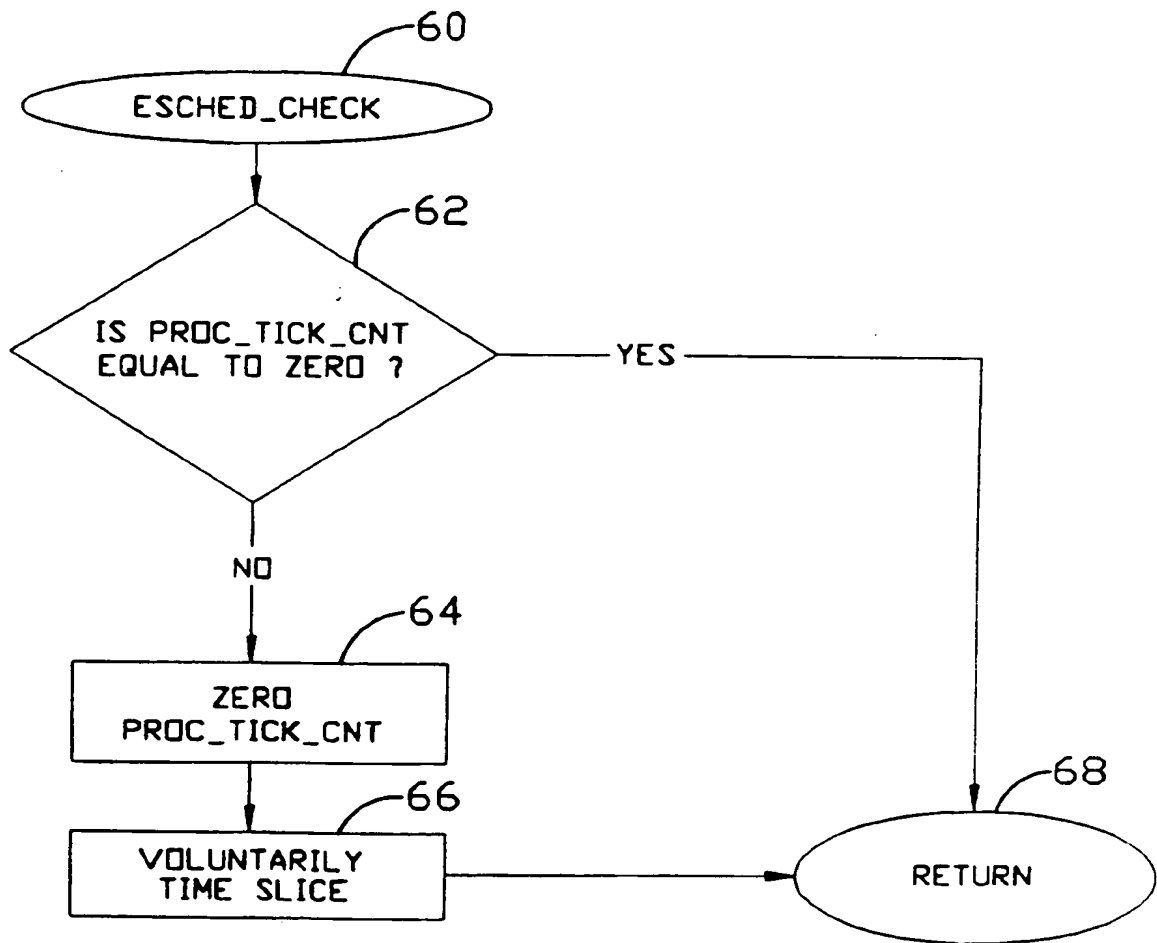 60
ESCHED_CHECK
62
IS PROC_TICK_CNT
EQUAL TO ZERO ?
YES
NO
64
ZERO
PROC_TICK_CNT
66
VOLUNTARILY
TIME SLICE
68
RETURN